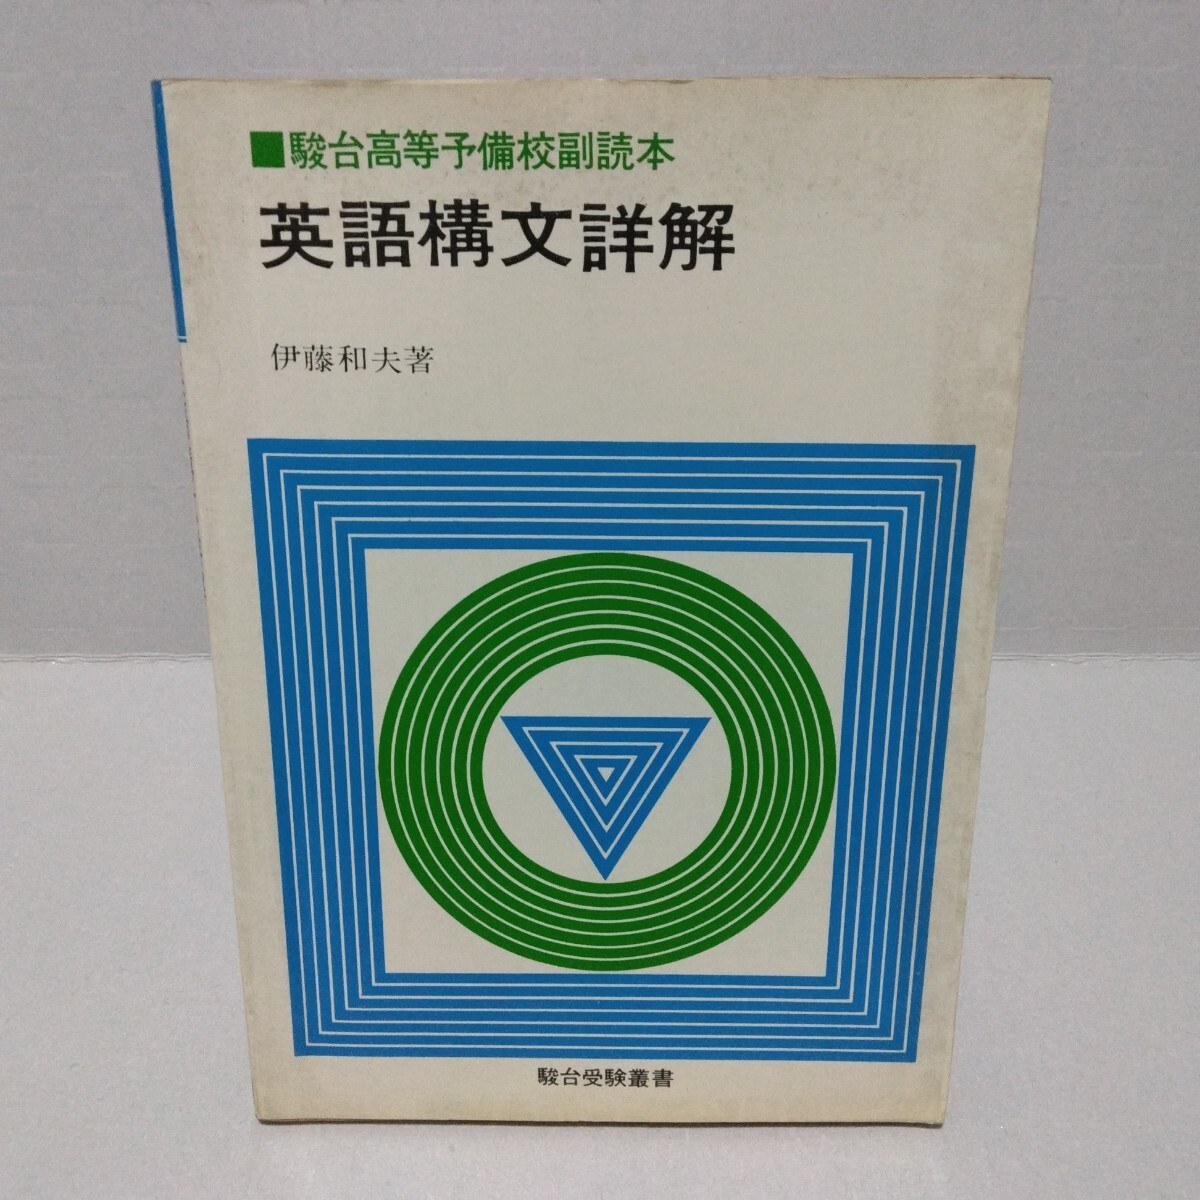 ■駿台高等予備校副読本
英語構文詳解
伊藤和夫著
駿台受験叢書